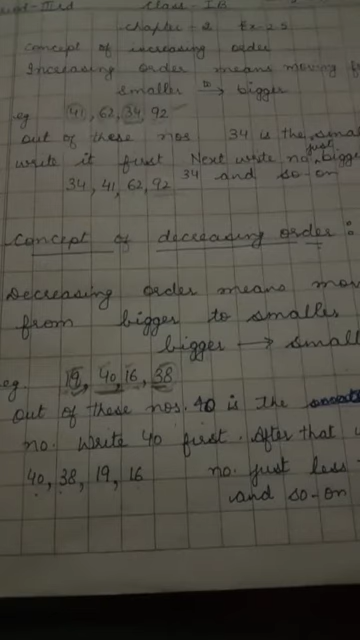 Class - I B
Chapter - 2 Ex - 2.5
Concept of increasing order
Increasing order means moving
smaller to → bigger
eg 41, 62, 34, 92
Out of these nos 34 is the
write it first. Next write no. just bigger
34, 41, 62, 92 34 and so-on
Concept of decreasing order :
Decreasing order means
from bigger to smaller
bigger →
eg. 19, 40, 16, 38
Out of these nos. 40 is the
no. Write 40 first. After that
40, 38, 19, 16 no. just less
and so-on